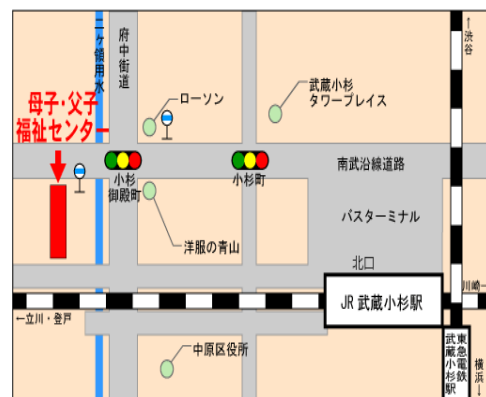 二ヶ領用水
府中街道
↑渋谷
母子・父子
福祉センター
ローソン
武蔵小杉
タワープレイス
小杉
御殿町
小杉町
南武沿線道路
洋服の青山
バスターミナル
北口
JR 武蔵小杉駅
川崎→
←立川・登戸
中原区役所
東急電鉄
武蔵小杉駅
横浜↓